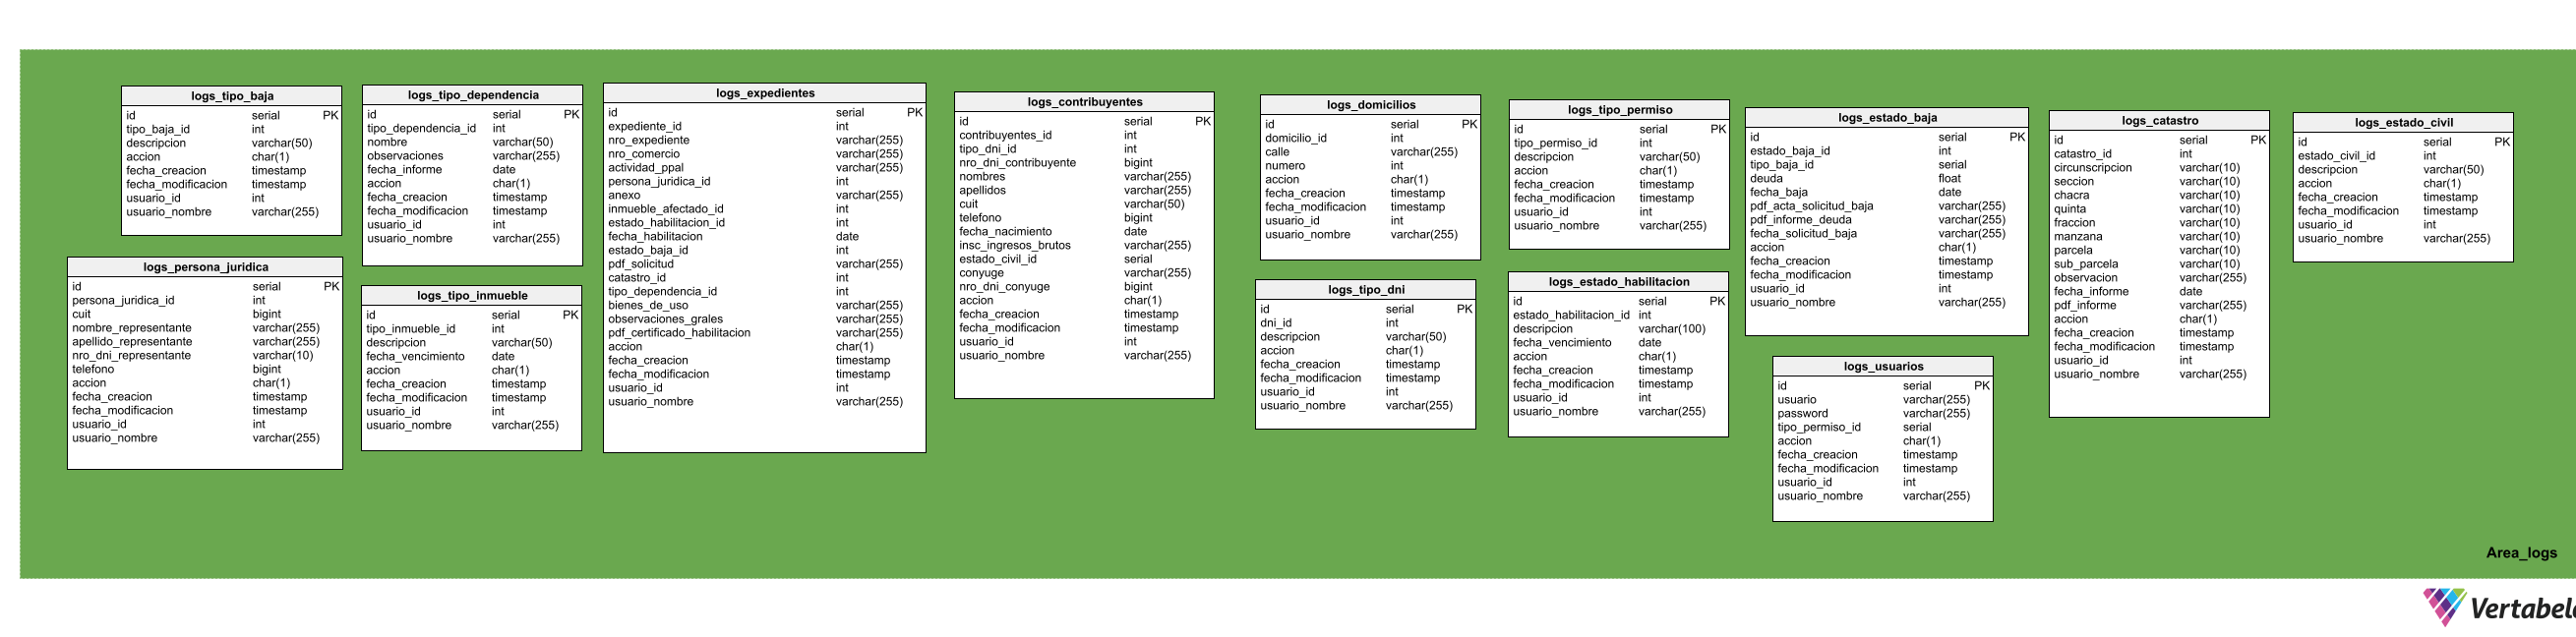 logs_tipo_baja
id serial PK
tipo_baja_id int
descripcion varchar(50)
accion char(1)
fecha_creacion timestamp
fecha_modificacion timestamp
usuario_id int
usuario_nombre varchar(255)
logs_persona_juridica
id serial PK
persona_juridica_id int
cuit bigint
nombre_representante varchar(255)
apellido_representante varchar(255)
nro_dni_representante varchar(10)
telefono bigint
accion char(1)
fecha_creacion timestamp
fecha_modificacion timestamp
usuario_id int
usuario_nombre varchar(255)
logs_tipo_dependencia
id serial PK
tipo_dependencia_id int
nombre varchar(50)
observaciones varchar(255)
fecha_informe date
accion char(1)
fecha_creacion timestamp
fecha_modificacion timestamp
usuario_id int
usuario_nombre varchar(255)
logs_tipo_inmueble
id serial PK
tipo_inmueble_id int
descripcion varchar(50)
fecha_vencimiento date
accion char(1)
fecha_creacion timestamp
fecha_modificacion timestamp
usuario_id int
usuario_nombre varchar(255)
logs_expedientes
id serial PK
expediente_id int
nro_expediente varchar(255)
nro_comercio varchar(255)
actividad_ppal varchar(255)
persona_juridica_id int
anexo varchar(255)
inmueble_afectado_id int
estado_habilitacion_id int
fecha_habilitacion date
estado_baja_id int
pdf_solicitud varchar(255)
catastro_id int
tipo_dependencia_id int
bienes_de_uso varchar(255)
observaciones_grales varchar(255)
pdf_certificado_habilitacion varchar(255)
accion char(1)
fecha_creacion timestamp
fecha_modificacion timestamp
usuario_id int
usuario_nombre varchar(255)
logs_contribuyentes
id serial PK
contribuyentes_id int
tipo_dni_id int
nro_dni_contribuyente bigint
nombres varchar(255)
apellidos varchar(255)
cuit varchar(50)
telefono bigint
fecha_nacimiento date
insc_ingresos_brutos varchar(255)
estado_civil_id serial
conyuge varchar(255)
nro_dni_conyuge bigint
accion char(1)
fecha_creacion timestamp
fecha_modificacion timestamp
usuario_id int
usuario_nombre varchar(255)
logs_domicilios
id serial PK
domicilio_id int
calle varchar(255)
numero int
accion char(1)
fecha_creacion timestamp
fecha_modificacion timestamp
usuario_id int
usuario_nombre varchar(255)
logs_tipo_dni
id serial PK
dni_id int
descripcion varchar(50)
accion char(1)
fecha_creacion timestamp
fecha_modificacion timestamp
usuario_id int
usuario_nombre varchar(255)
logs_tipo_permiso
id serial PK
tipo_permiso_id int
descripcion varchar(50)
accion char(1)
fecha_creacion timestamp
fecha_modificacion timestamp
usuario_id int
usuario_nombre varchar(255)
logs_estado_habilitacion
id serial PK
estado_habilitacion_id int
descripcion varchar(100)
fecha_vencimiento date
accion char(1)
fecha_creacion timestamp
fecha_modificacion timestamp
usuario_id int
usuario_nombre varchar(255)
logs_estado_baja
id serial PK
estado_baja_id int
tipo_baja_id serial
deuda float
fecha_baja date
pdf_acta_solicitud_baja varchar(255)
pdf_informe_deuda varchar(255)
fecha_solicitud_baja varchar(255)
accion char(1)
fecha_creacion timestamp
fecha_modificacion timestamp
usuario_id int
usuario_nombre varchar(255)
logs_usuarios
id serial PK
usuario varchar(255)
password varchar(255)
tipo_permiso_id serial
accion char(1)
fecha_creacion timestamp
fecha_modificacion timestamp
usuario_id int
usuario_nombre varchar(255)
logs_catastro
id serial PK
catastro_id int
circunscripcion varchar(10)
seccion varchar(10)
chacra varchar(10)
quinta varchar(10)
fraccion varchar(10)
manzana varchar(10)
parcela varchar(10)
sub_parcela varchar(10)
observacion varchar(255)
fecha_informe date
pdf_informe varchar(255)
accion char(1)
fecha_creacion timestamp
fecha_modificacion timestamp
usuario_id int
usuario_nombre varchar(255)
logs_estado_civil
id serial PK
estado_civil_id int
descripcion varchar(50)
accion char(1)
fecha_creacion timestamp
fecha_modificacion timestamp
usuario_id int
usuario_nombre varchar(255)
Area_logs
Vertabelo